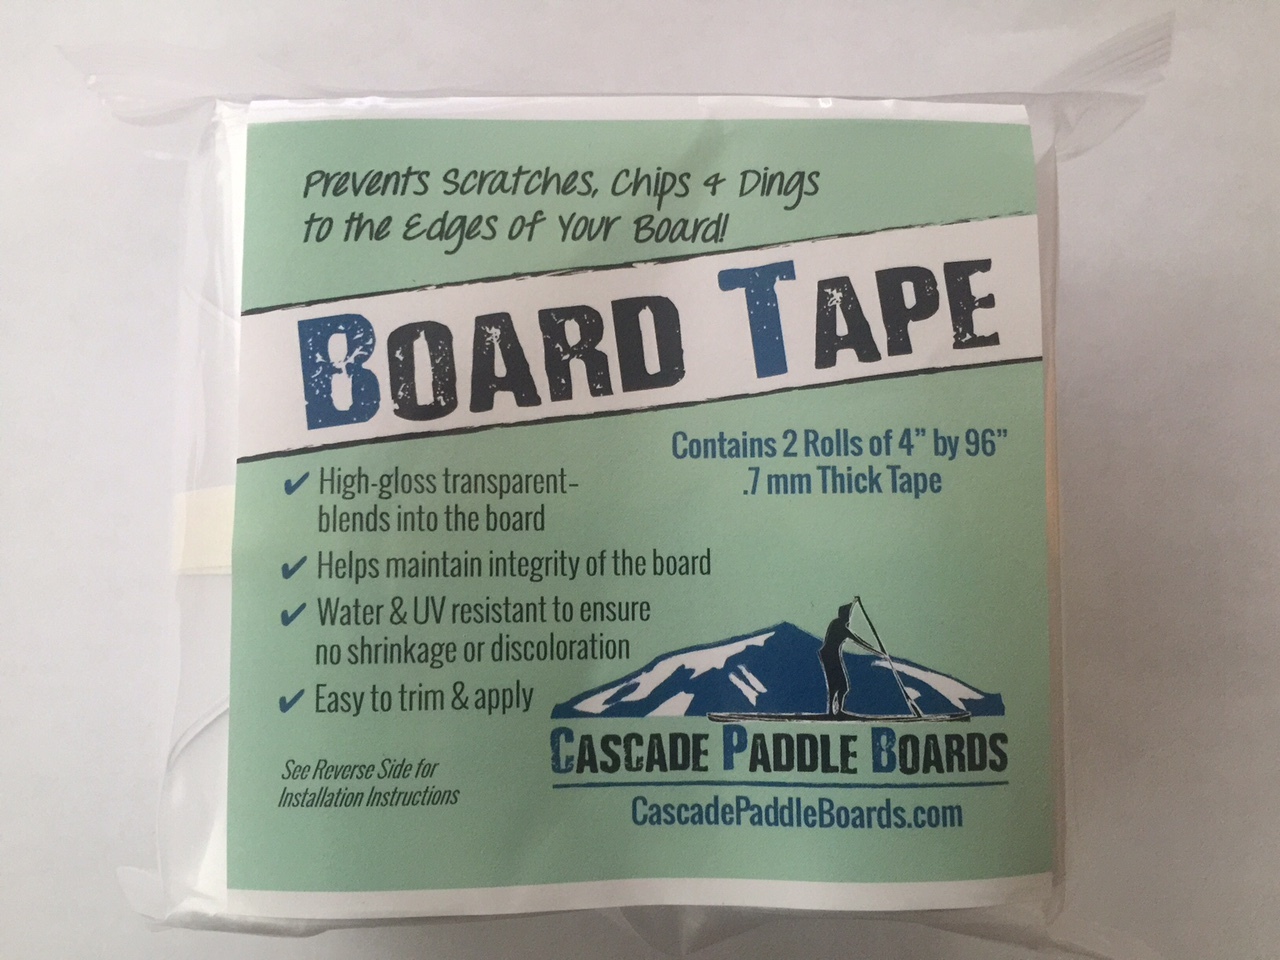 Prevents Scratches, Chips & Dings
to the Edges of Your Board!
BOARD TAPE
Contains 2 Rolls of 4” by 96”
.7 mm Thick Tape
✔ High-gloss transparent–
blends into the board
✔ Helps maintain integrity of the board
✔ Water & UV resistant to ensure
no shrinkage or discoloration
✔ Easy to trim & apply
See Reverse Side for
Installation Instructions
CASCADE PADDLE BOARDS
CascadePaddleBoards.com